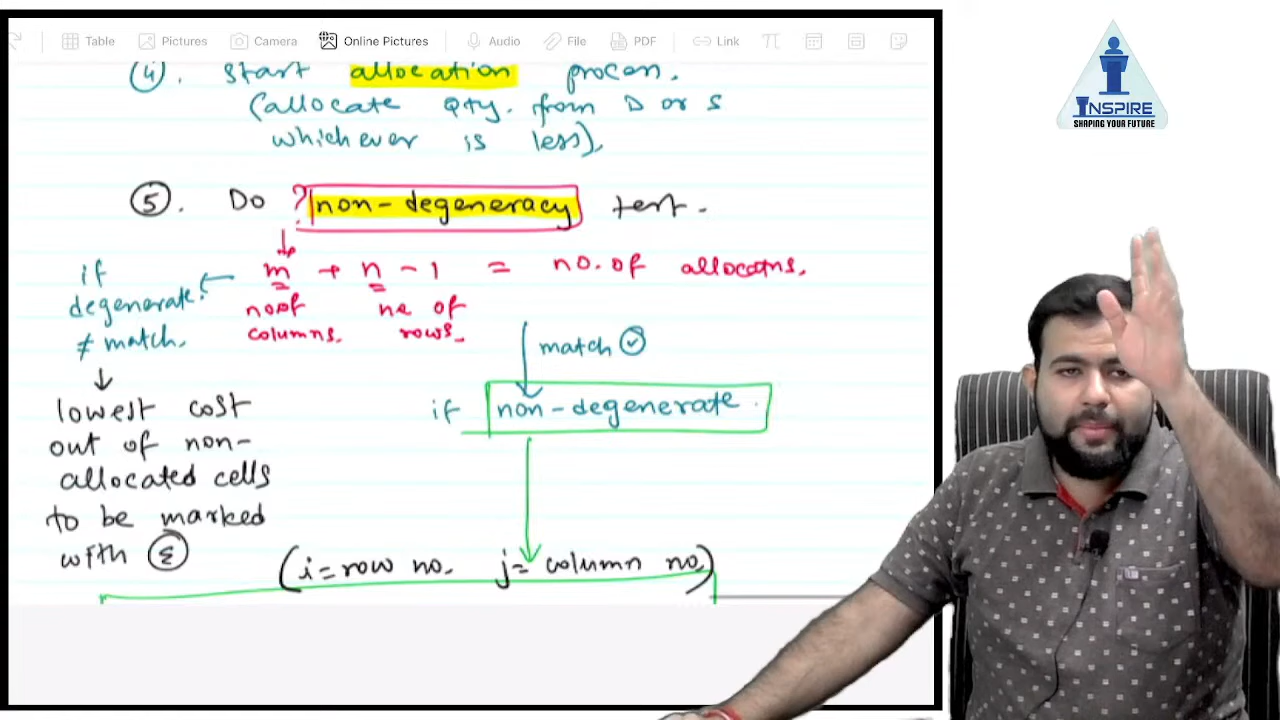 Table Pictures Camera Online Pictures Audio File PDF Link
(4). Start allocation procen.
(allocate Qty. from D or S
whichever is less).
(5). Do ? non-degeneracy test.
m + n - 1 = no. of allocatns.
no of columns.
no of rows.
if
degenerate.
≠ match.
lowest cost
out of non-
allocated cells
to be marked
with ε
match
if non-degenerate.
(i = row no. j = column no.)
INSPIRE
SHAPING YOUR FUTURE